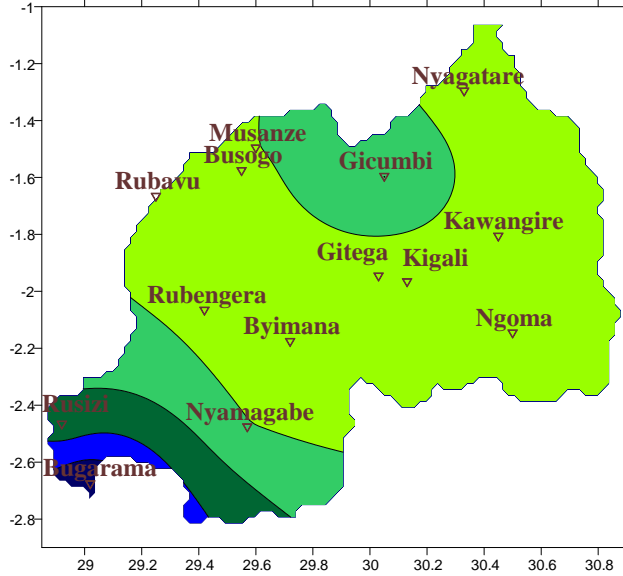 -1
-1.2
Nyagatare
-1.4
Musanze
Busogo
Gicumbi
-1.6
Rubavu
Kawangire
-1.8
Gitega
Kigali
-2
Rubengera
Byimana
Ngoma
-2.2
Rusizi
-2.4
Nyamagabe
-2.6
Bugarama
-2.8
29 29.2 29.4 29.6 29.8 30 30.2 30.4 30.6 30.8